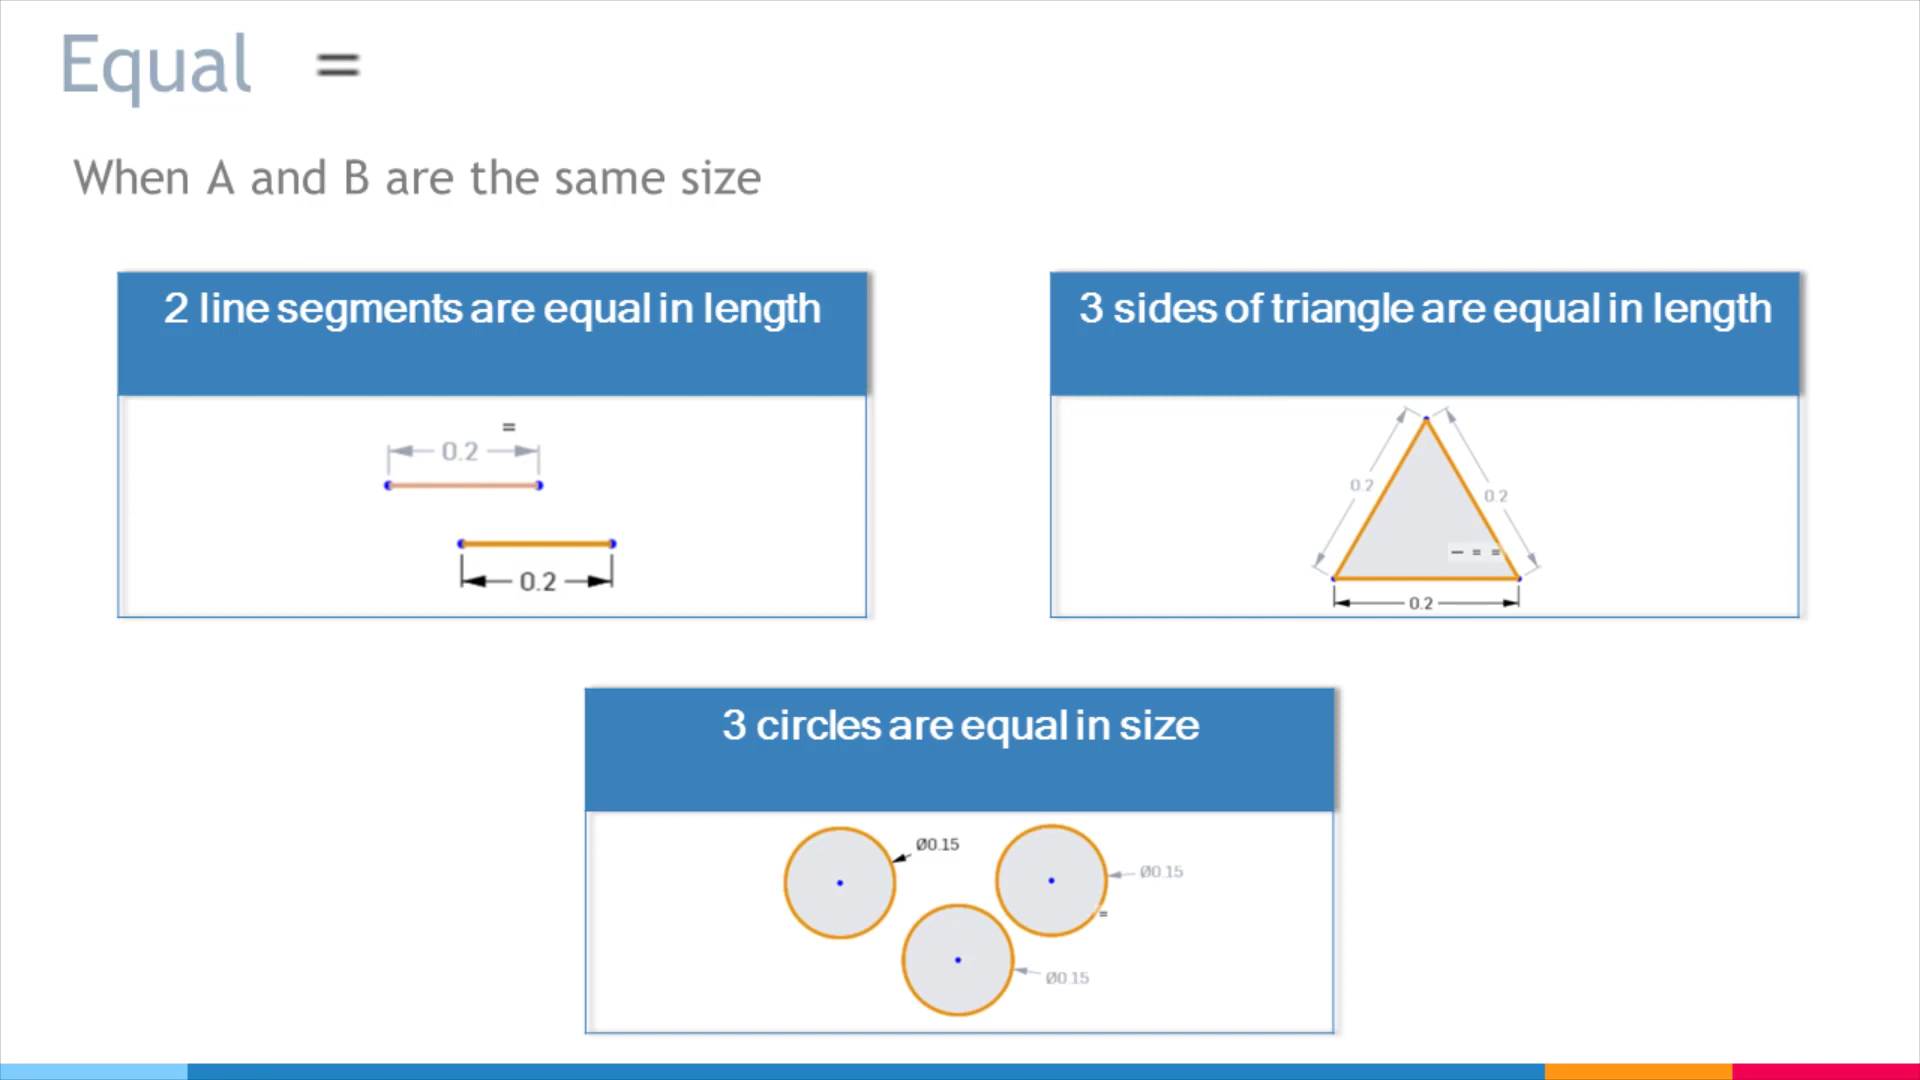 Equal =
When A and B are the same size
2 line segments are equal in length
=
0.2
0.2
3 sides of triangle are equal in length
0.2
0.2
– = =
0.2
3 circles are equal in size
Ø0.15
Ø0.15
=
Ø0.15